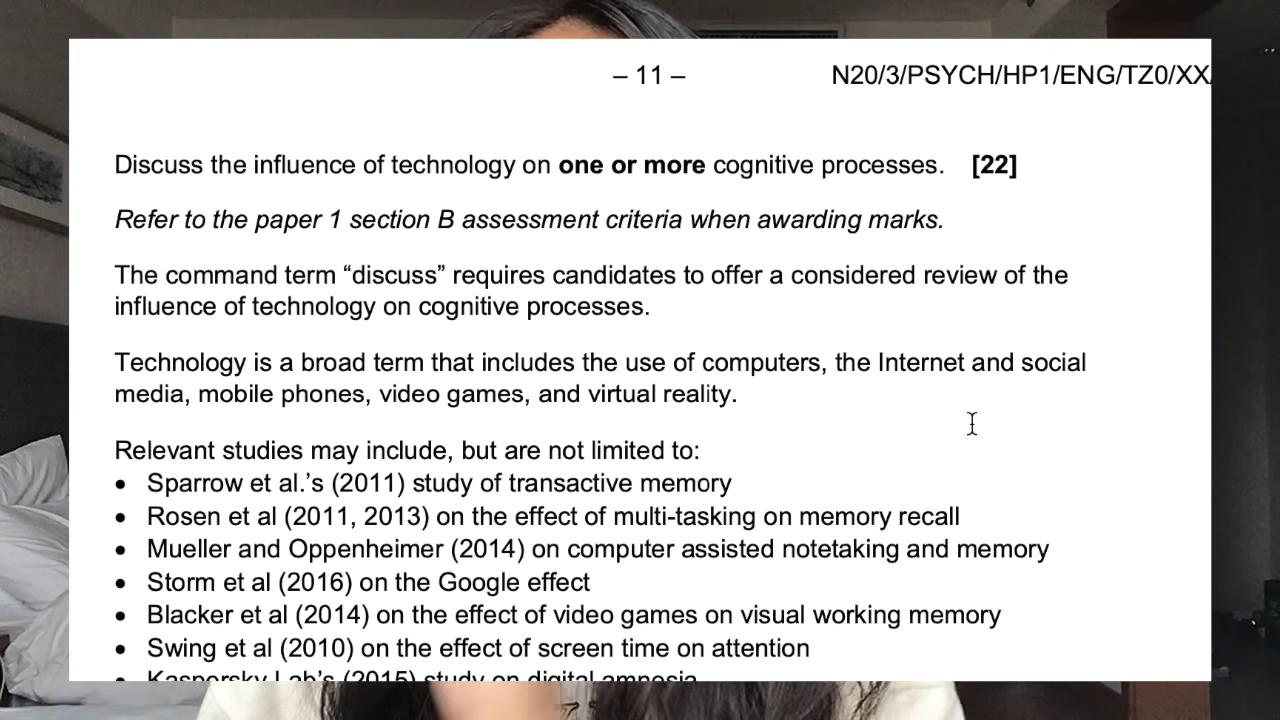 – 11 –
N20/3/PSYCH/HP1/ENG/TZ0/XX/
Discuss the influence of technology on one or more cognitive processes. [22]
Refer to the paper 1 section B assessment criteria when awarding marks.
The command term “discuss” requires candidates to offer a considered review of the
influence of technology on cognitive processes.
Technology is a broad term that includes the use of computers, the Internet and social
media, mobile phones, video games, and virtual reality.
Relevant studies may include, but are not limited to:
• Sparrow et al.’s (2011) study of transactive memory
• Rosen et al (2011, 2013) on the effect of multi-tasking on memory recall
• Mueller and Oppenheimer (2014) on computer assisted notetaking and memory
• Storm et al (2016) on the Google effect
• Blacker et al (2014) on the effect of video games on visual working memory
• Swing et al (2010) on the effect of screen time on attention
• Kaspersky Lab’s (2015) study on digital amnesia